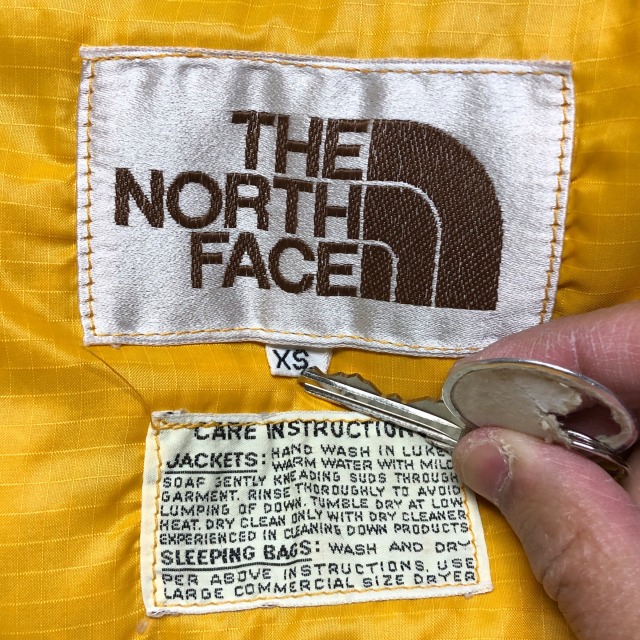 THE
NORTH
FACE
XS
CARE INSTRUCTION
JACKETS: HAND WASH IN LUKE
WARM WATER WITH MILD
SOAP GENTLY KNEADING SUDS THROUGH
GARMENT. RINSE THOROUGHLY TO AVOID
LUMPING OF DOWN. TUMBLE DRY AT LOW
HEAT. DRY CLEAN ONLY WITH DRY CLEANER
EXPERIENCED IN CLEANING DOWN PRODUCTS
SLEEPING BAGS: WASH AND DRY
PER ABOVE INSTRUCTIONS. USE
LARGE COMMERCIAL SIZE DRYER